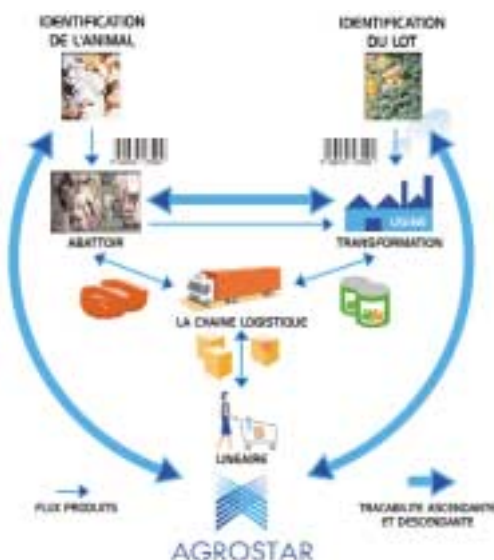 IDENTIFICATION
DE L'ANIMAL
IDENTIFICATION
DU LOT
ABATTOIR
USINE
TRANSFORMATION
LA CHAINE LOGISTIQUE
LINEAIRE
FLUX PRODUITS
TRACABILITE ASCENDANTE
ET DESCENDANTE
AGROSTAR